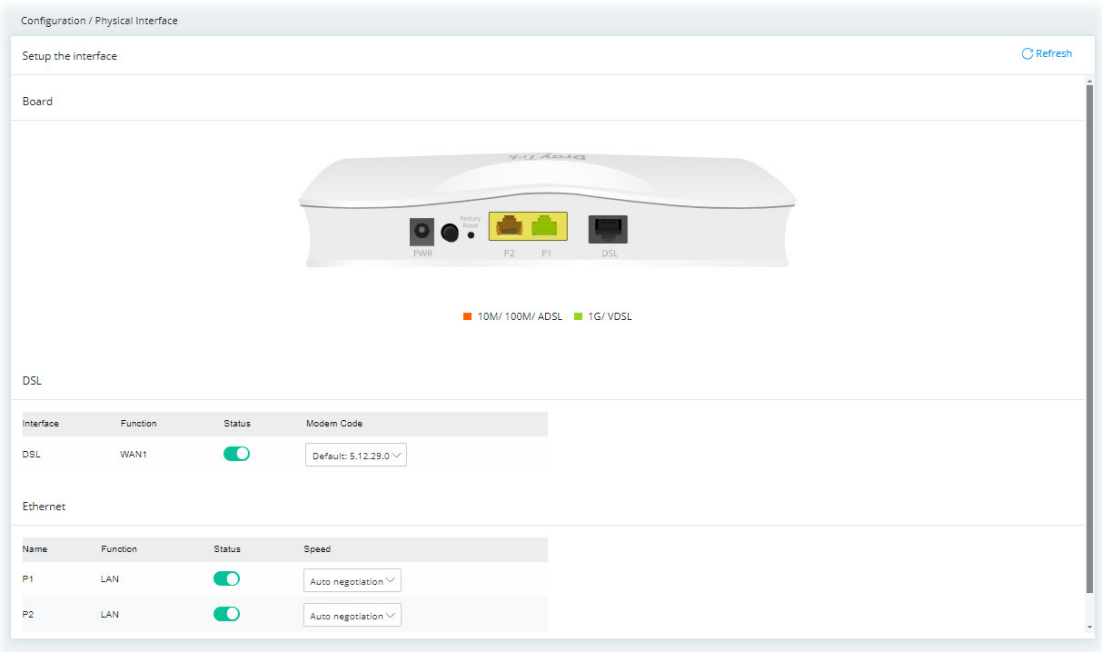 Configuration / Physical Interface
Setup the interface
Refresh
Board
DrayTek
Factory
Reset
PWR P2 P1 DSL
10M/ 100M/ ADSL 1G/ VDSL
DSL
Interface Function Status Modem Code
DSL WAN1 Default: 5.12.29.0
Ethernet
Name Function Status Speed
P1 LAN Auto negotiation
P2 LAN Auto negotiation